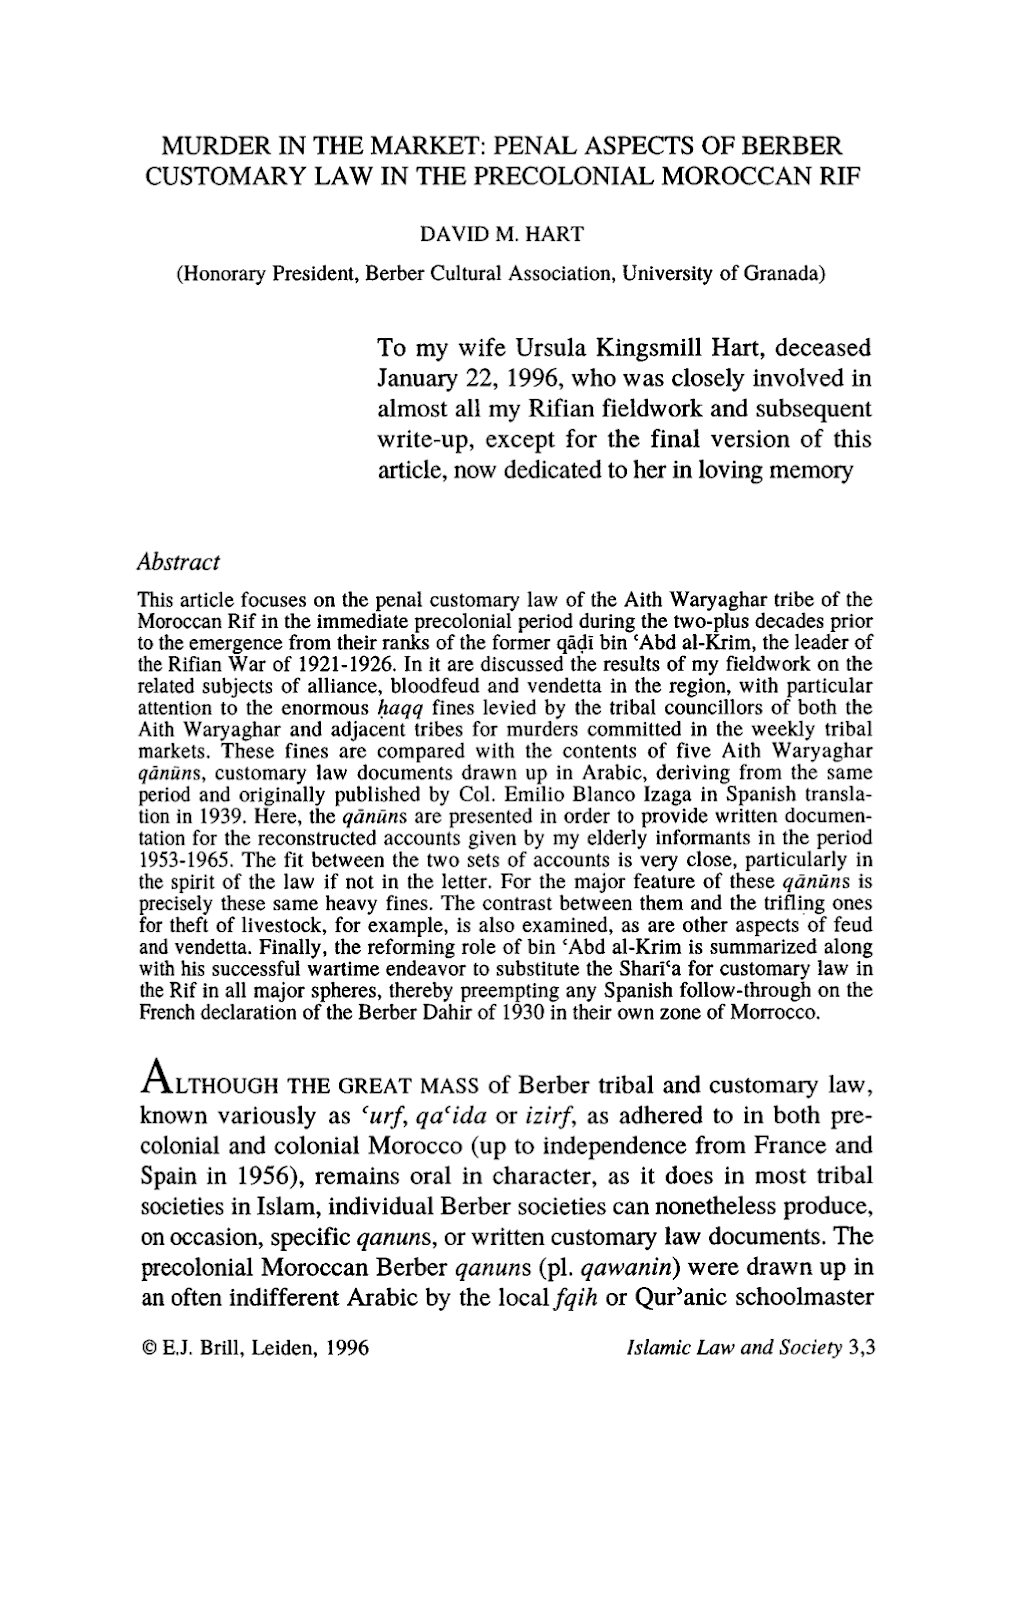 MURDER IN THE MARKET: PENAL ASPECTS OF BERBER
CUSTOMARY LAW IN THE PRECOLONIAL MOROCCAN RIF
DAVID M. HART
(Honorary President, Berber Cultural Association, University of Granada)
To my wife Ursula Kingsmill Hart, deceased
January 22, 1996, who was closely involved in
almost all my Rifian fieldwork and subsequent
write-up, except for the final version of this
article, now dedicated to her in loving memory
Abstract
This article focuses on the penal customary law of the Aith Waryaghar tribe of the
Moroccan Rif in the immediate precolonial period during the two-plus decades prior
to the emergence from their ranks of the former qāḍī bin ʿAbd al-Krim, the leader of
the Rifian War of 1921-1926. In it are discussed the results of my fieldwork on the
related subjects of alliance, bloodfeud and vendetta in the region, with particular
attention to the enormous ḥaqq fines levied by the tribal councillors of both the
Aith Waryaghar and adjacent tribes for murders committed in the weekly tribal
markets. These fines are compared with the contents of five Aith Waryaghar
qānūns, customary law documents drawn up in Arabic, deriving from the same
period and originally published by Col. Emilio Blanco Izaga in Spanish transla-
tion in 1939. Here, the qānūns are presented in order to provide written documen-
tation for the reconstructed accounts given by my elderly informants in the period
1953-1965. The fit between the two sets of accounts is very close, particularly in
the spirit of the law if not in the letter. For the major feature of these qānūns is
precisely these same heavy fines. The contrast between them and the trifling ones
for theft of livestock, for example, is also examined, as are other aspects of feud
and vendetta. Finally, the reforming role of bin ʿAbd al-Krim is summarized along
with his successful wartime endeavor to substitute the Sharīʿa for customary law in
the Rif in all major spheres, thereby preempting any Spanish follow-through on the
French declaration of the Berber Dahir of 1930 in their own zone of Morrocco.
ALTHOUGH THE GREAT MASS of Berber tribal and customary law,
known variously as ʿurf, qaʿida or izirf, as adhered to in both pre-
colonial and colonial Morocco (up to independence from France and
Spain in 1956), remains oral in character, as it does in most tribal
societies in Islam, individual Berber societies can nonetheless produce,
on occasion, specific qanuns, or written customary law documents. The
precolonial Moroccan Berber qanuns (pl. qawanin) were drawn up in
an often indifferent Arabic by the local fqih or Qurʾanic schoolmaster
© E.J. Brill, Leiden, 1996 Islamic Law and Society 3,3